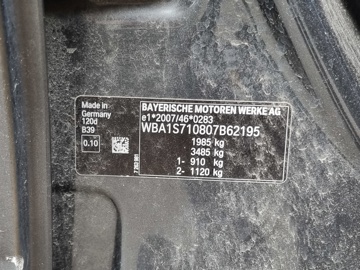 BAYERISCHE MOTOREN WERKE AG
e1*2007/46*0283
WBA1S710807B62195
1985 kg
3485 kg
1- 910 kg
2- 1120 kg
Made in
Germany
120d
B39
0.10